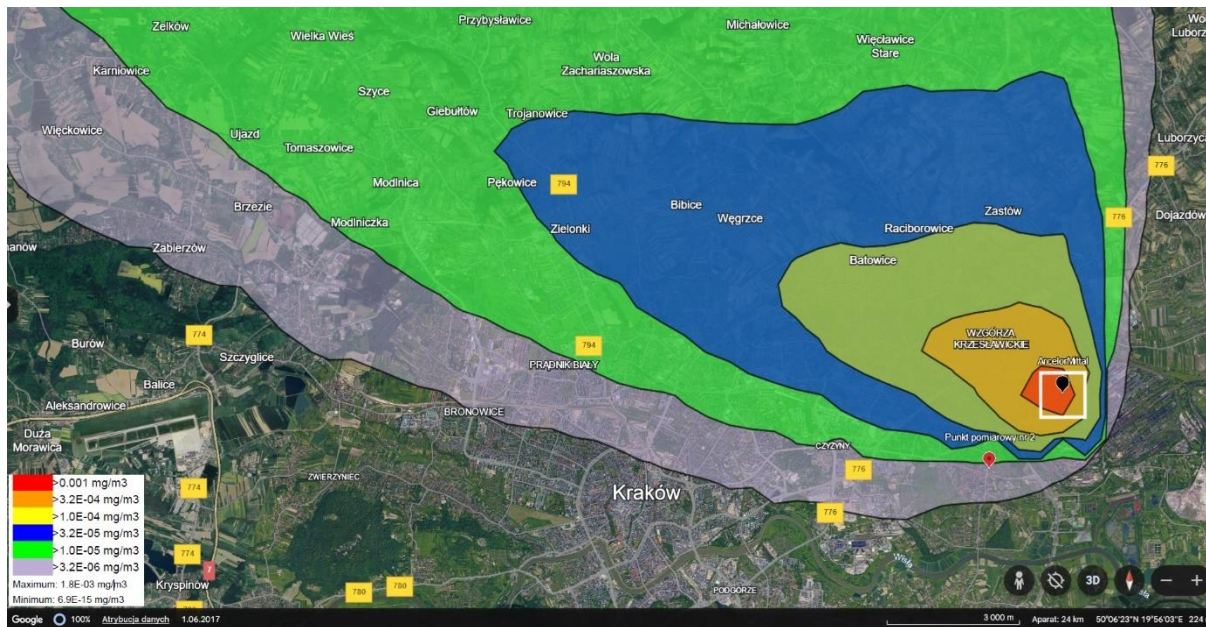 Zelków
Wielka Wieś
Przybysławice
Michałowice
Więcławice
Stare
Luborz
Karniowice
Szyce
Wola
Zachariaszowska
Giebułtów
Trojanowice
Więckowice
Ujazd
Tomaszowice
Luborzyca
776
Modlnica
Pękowice
794
Brzezie
Modlniczka
Zielonki
Bibice
Węgrzce
Zastów
Raciborowice
776
Dojazdów
Zabierzów
Batowice
774
Burów
Szczyglice
794
PRĄDNIK BIAŁY
WZGÓRZA
KRZESŁAWICKIE
ArcelorMittal
Balice
Aleksandrowice
BRONOWICE
Duża
Morawica
Punkt pomiarowy nr 2
CZYŻYNY
776
ZWIERZYNIEC
Kraków
776
774
774
7
Kryspinów
780
780
PODGÓRZE
Wisła
>0.001 mg/m3
>3.2E-04 mg/m3
>1.0E-04 mg/m3
>3.2E-05 mg/m3
>1.0E-05 mg/m3
>3.2E-06 mg/m3
Maximum: 1.8E-03 mg/m3
Minimum: 6.9E-15 mg/m3
3D
Google 100% Atrybucja danych 1.06.2017 3 000 m Aparat: 24 km 50°06'23"N 19°56'03"E 224